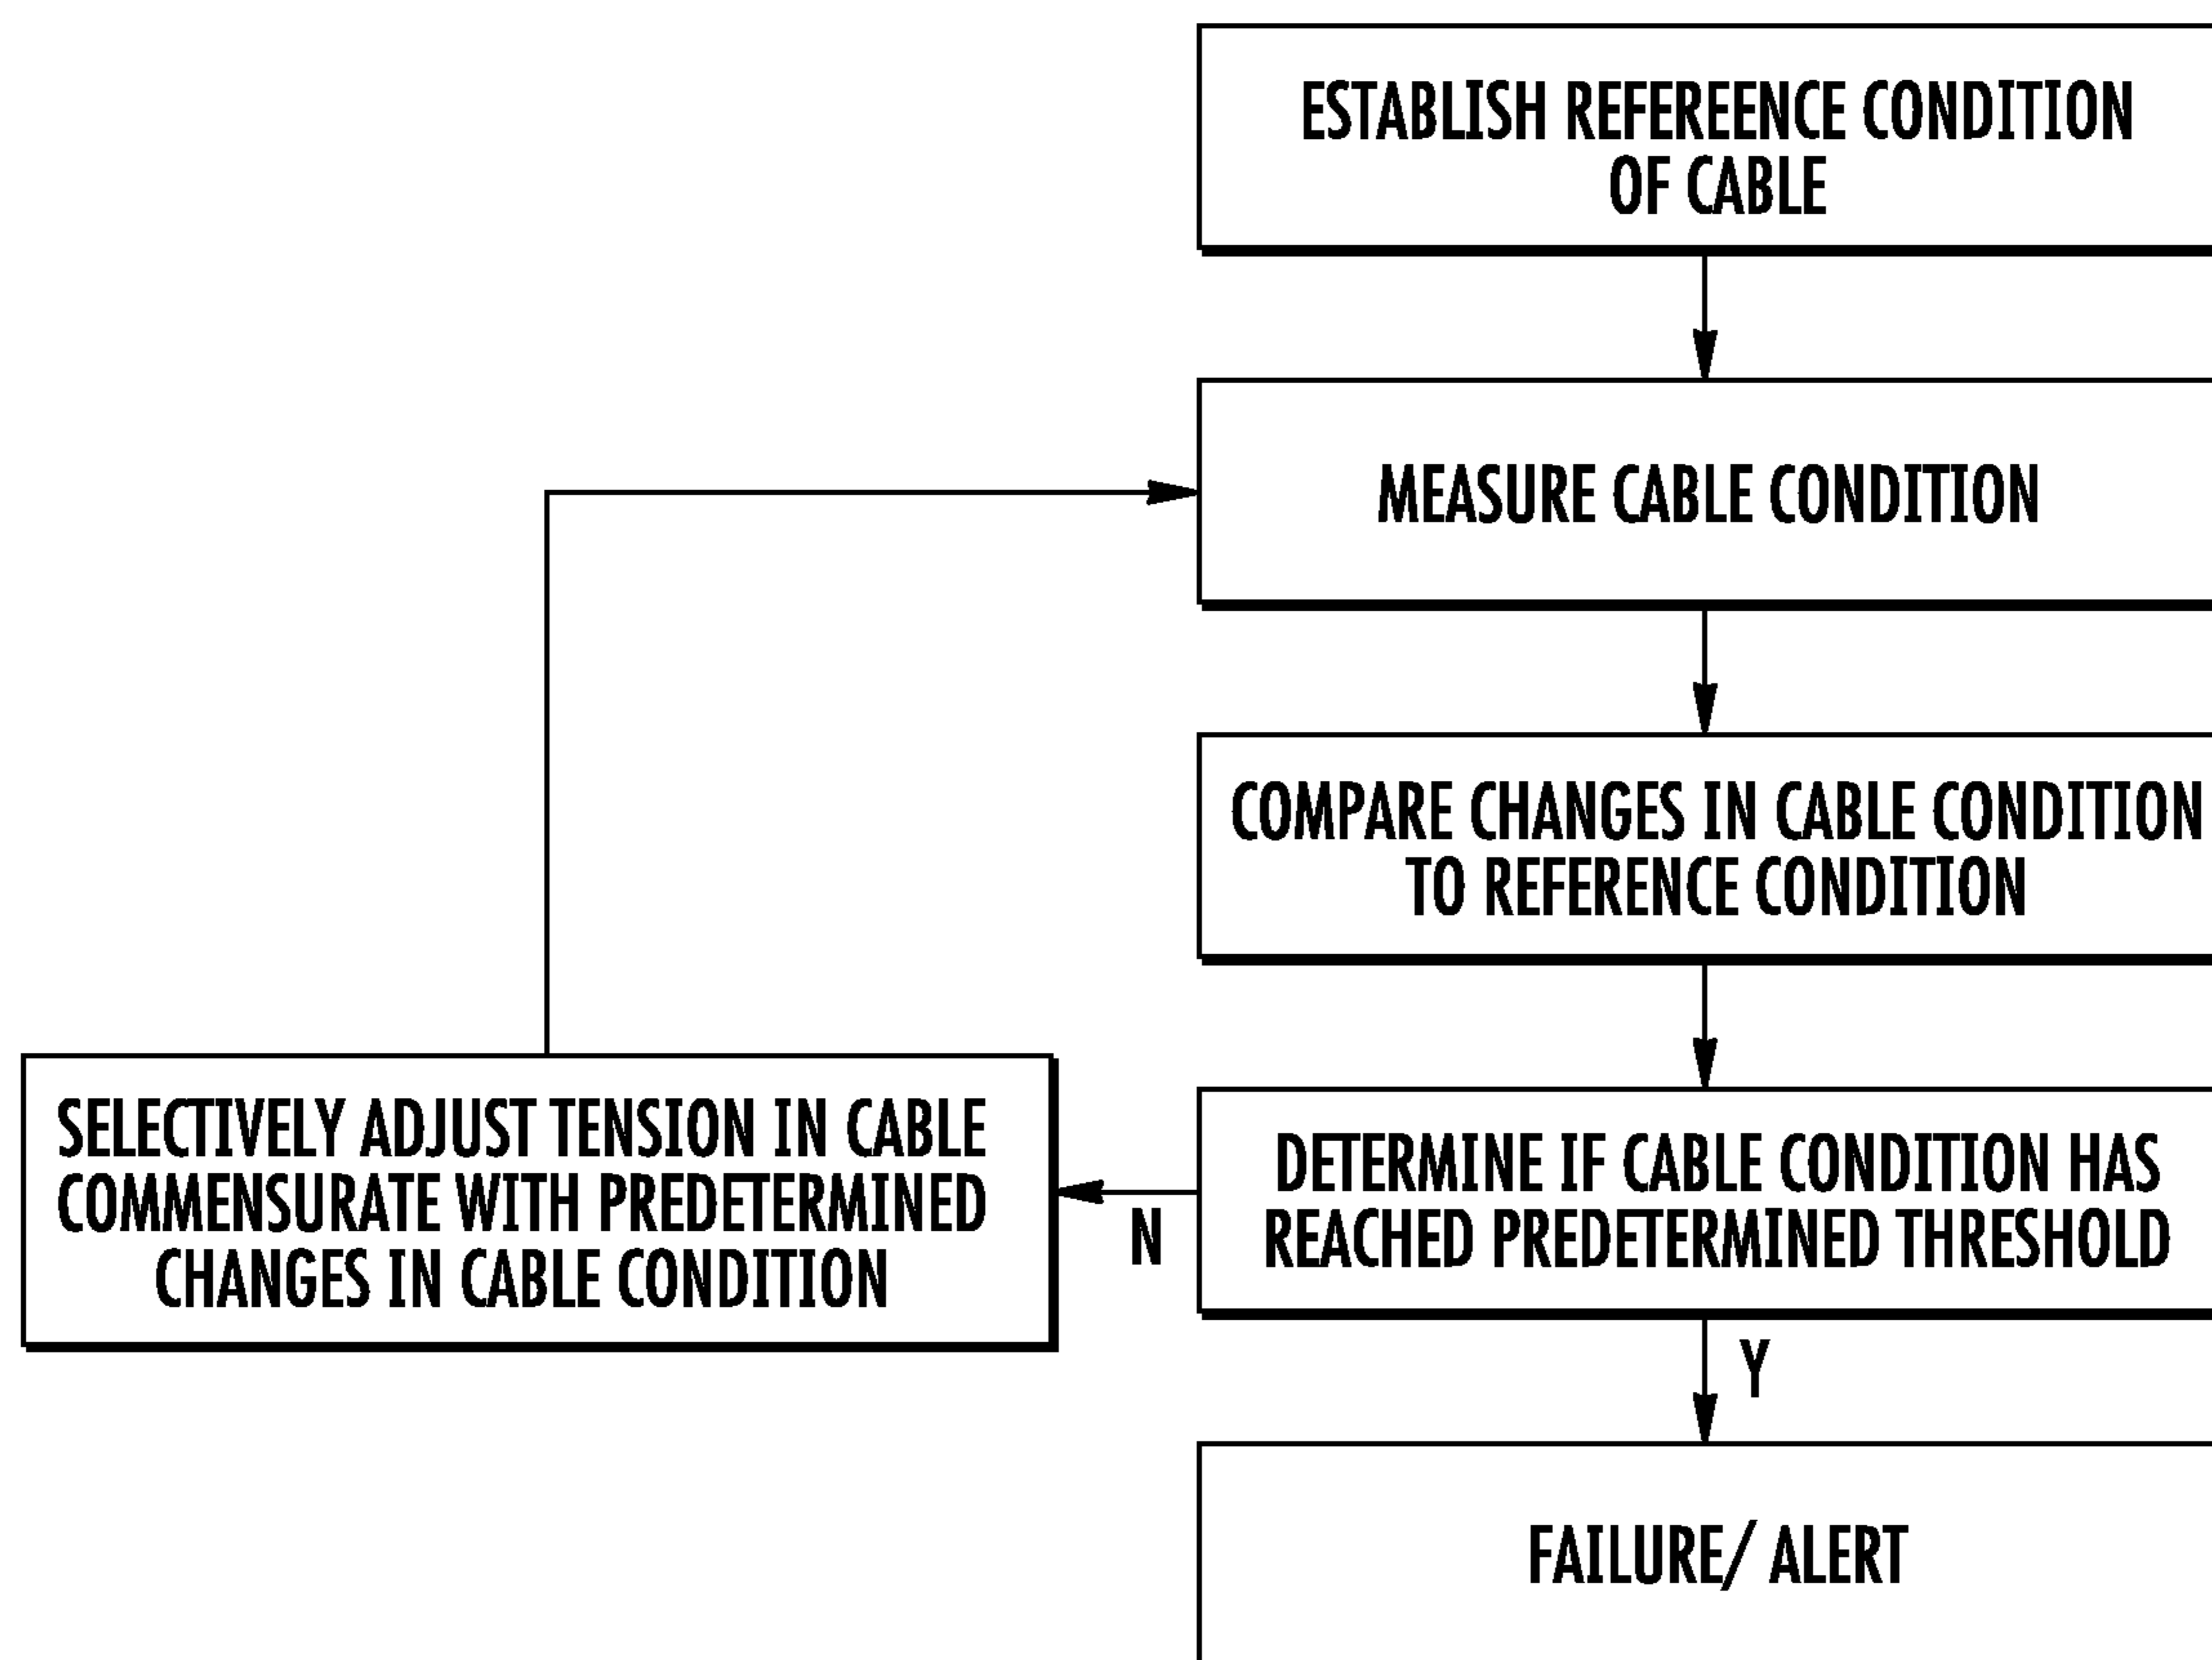 ESTABLISH REFEREENCE CONDITION
OF CABLE
MEASURE CABLE CONDITION
COMPARE CHANGES IN CABLE CONDITION
TO REFERENCE CONDITION
DETERMINE IF CABLE CONDITION HAS
REACHED PREDETERMINED THRESHOLD
N
SELECTIVELY ADJUST TENSION IN CABLE
COMMENSURATE WITH PREDETERMINED
CHANGES IN CABLE CONDITION
Y
FAILURE/ ALERT